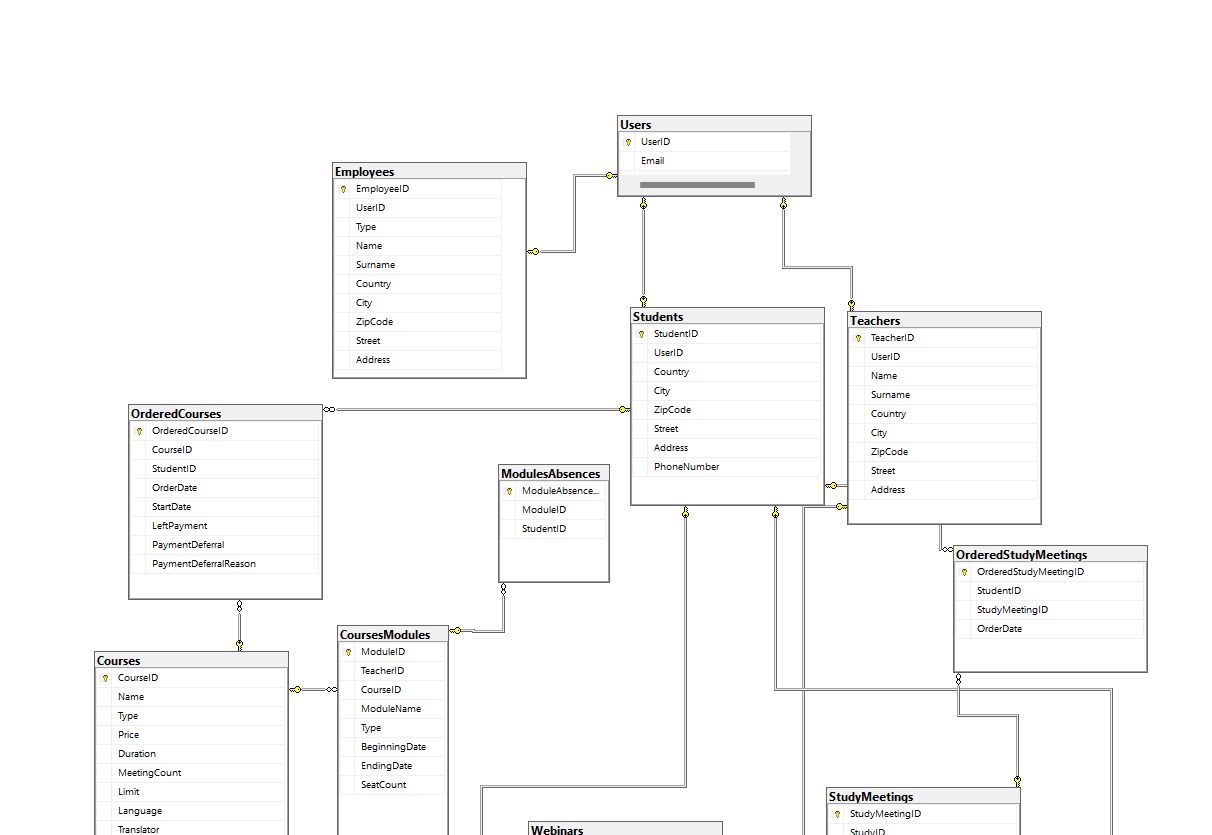 Users
UserID
Email
Employees
EmployeeID
UserID
Type
Name
Surname
Country
City
ZipCode
Street
Address
Students
StudentID
UserID
Country
City
ZipCode
Street
Address
PhoneNumber
Teachers
TeacherID
UserID
Name
Surname
Country
City
ZipCode
Street
Address
OrderedCourses
OrderedCourseID
CourseID
StudentID
OrderDate
StartDate
LeftPayment
PaymentDeferral
PaymentDeferralReason
ModulesAbsences
ModuleAbsence...
ModuleID
StudentID
OrderedStudyMeetings
OrderedStudyMeetingID
StudentID
StudyMeetingID
OrderDate
CoursesModules
ModuleID
TeacherID
CourseID
ModuleName
Type
BeginningDate
EndingDate
SeatCount
Courses
CourseID
Name
Type
Price
Duration
MeetingCount
Limit
Language
Translator
StudyMeetings
StudyMeetingID
StudyID
Webinars